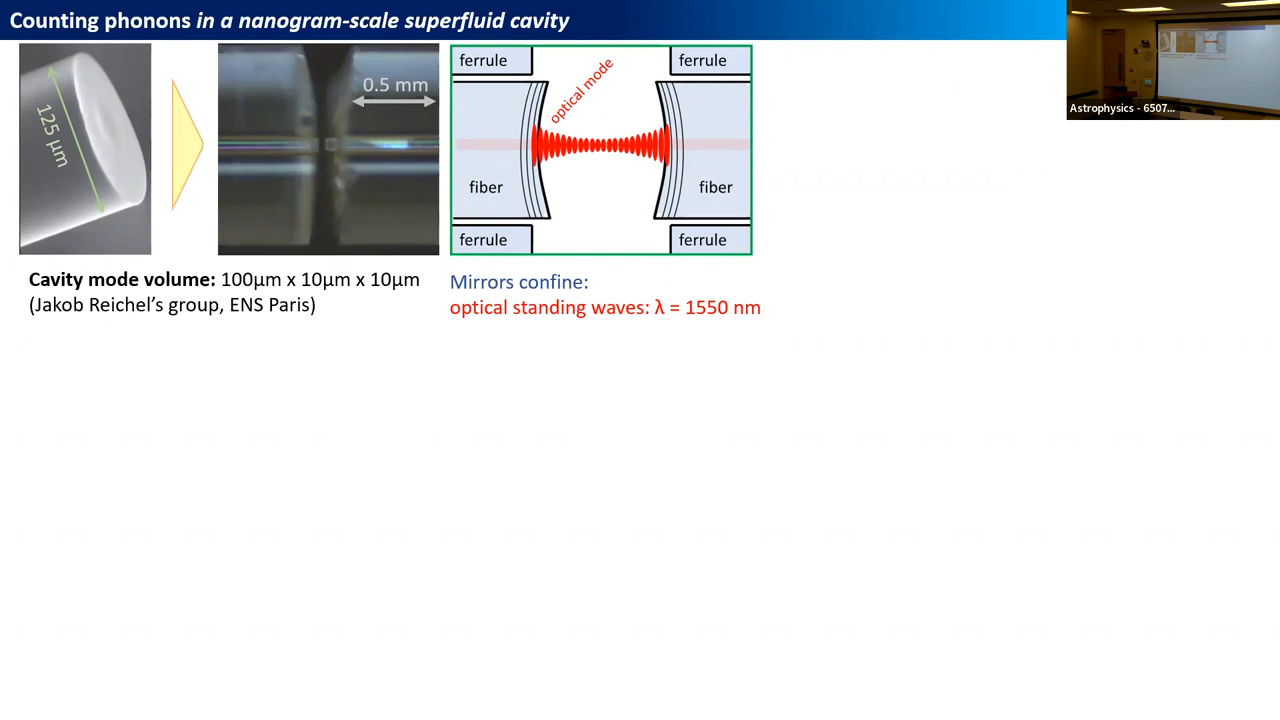 Counting phonons in a nanogram-scale superfluid cavity
125 μm
0.5 mm
ferrule
ferrule
optical mode
fiber
fiber
ferrule
ferrule
Cavity mode volume: 100μm x 10μm x 10μm
(Jakob Reichel’s group, ENS Paris)
Mirrors confine:
optical standing waves: λ = 1550 nm
Astrophysics - 6507...